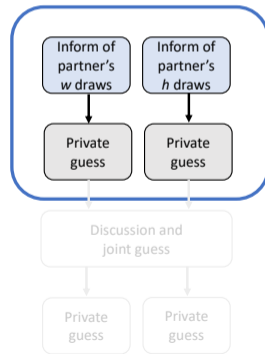 Inform of
partner's
w draws
Inform of
partner's
h draws
Private
guess
Private
guess
Discussion and
joint guess
Private
guess
Private
guess